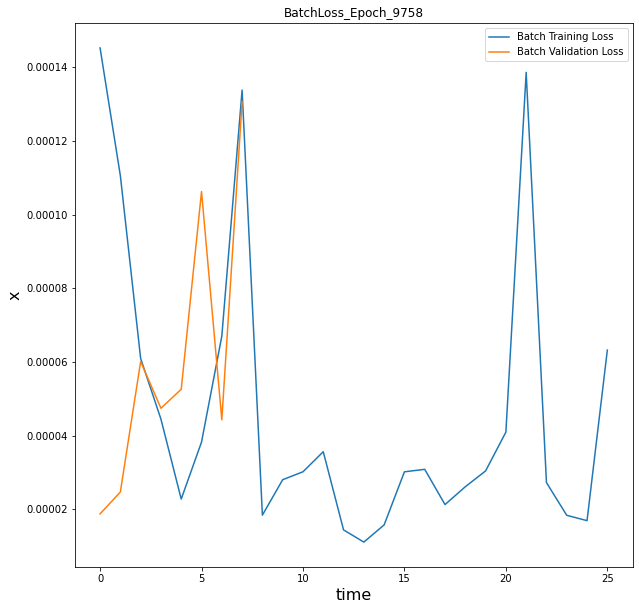 BatchLoss_Epoch_9758
Batch Training Loss
Batch Validation Loss
0.00014
0.00012
0.00010
0.00008
0.00006
0.00004
0.00002
x
0 5 10 15 20 25
time